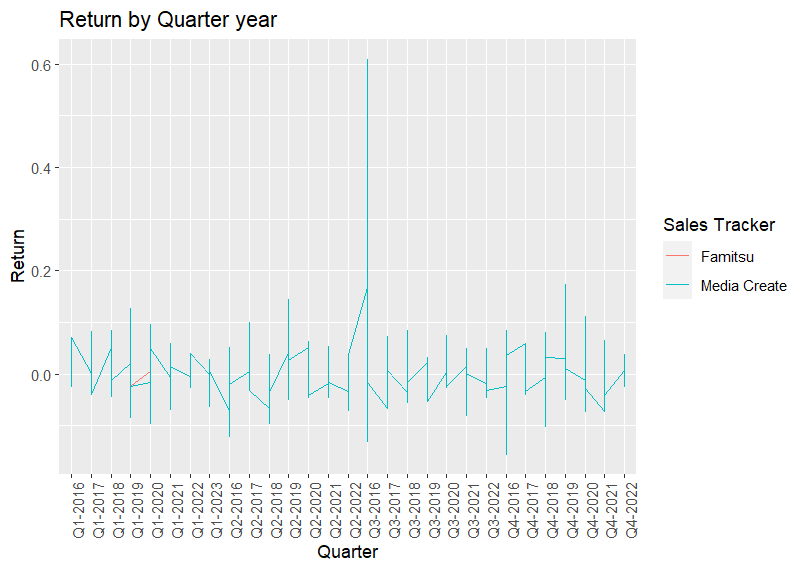 Return by Quarter year
0.6
0.4
0.2
0.0
Return
Q1-2016
Q1-2017
Q1-2018
Q1-2019
Q1-2020
Q1-2021
Q1-2022
Q1-2023
Q2-2016
Q2-2017
Q2-2018
Q2-2019
Q2-2020
Q2-2021
Q2-2022
Q3-2016
Q3-2017
Q3-2018
Q3-2019
Q3-2020
Q3-2021
Q3-2022
Q4-2016
Q4-2017
Q4-2018
Q4-2019
Q4-2020
Q4-2021
Q4-2022
Quarter
Sales Tracker
Famitsu
Media Create